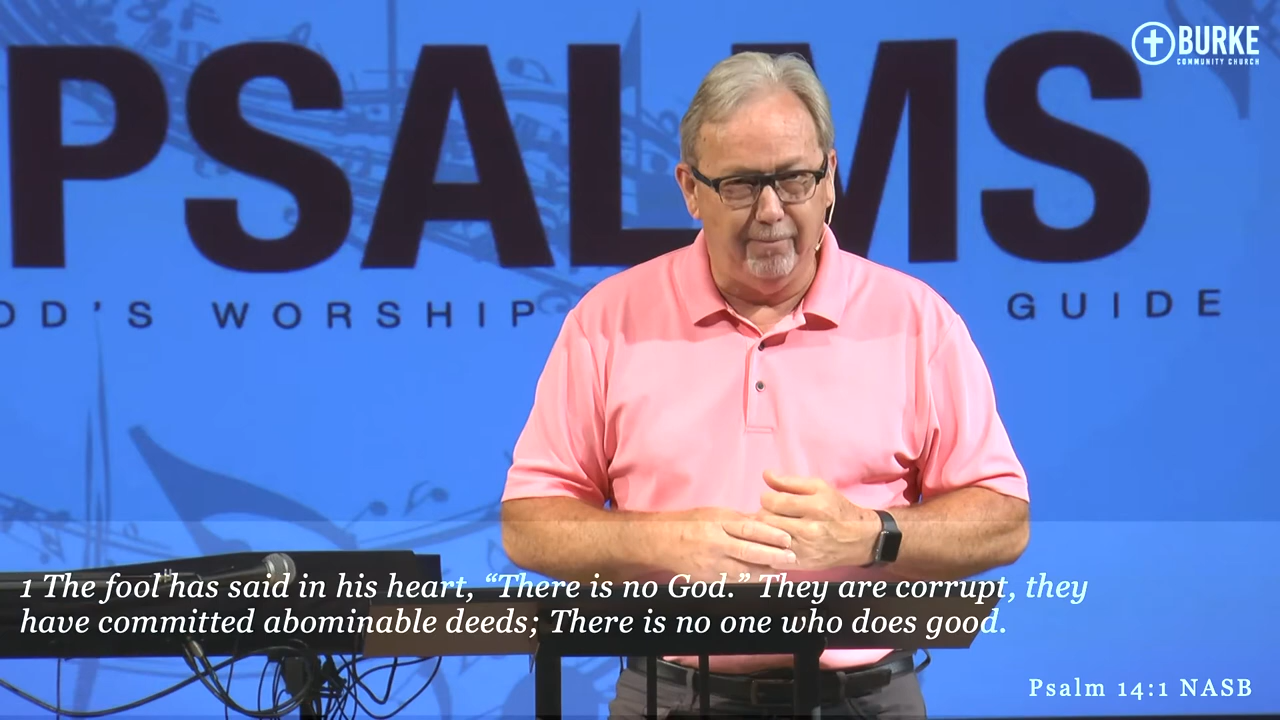 BURKE
COMMUNITY CHURCH
PSALMS
OD'S WORSHIP GUIDE
1 The fool has said in his heart, “There is no God.” They are corrupt, they
have committed abominable deeds; There is no one who does good.
Psalm 14:1 NASB